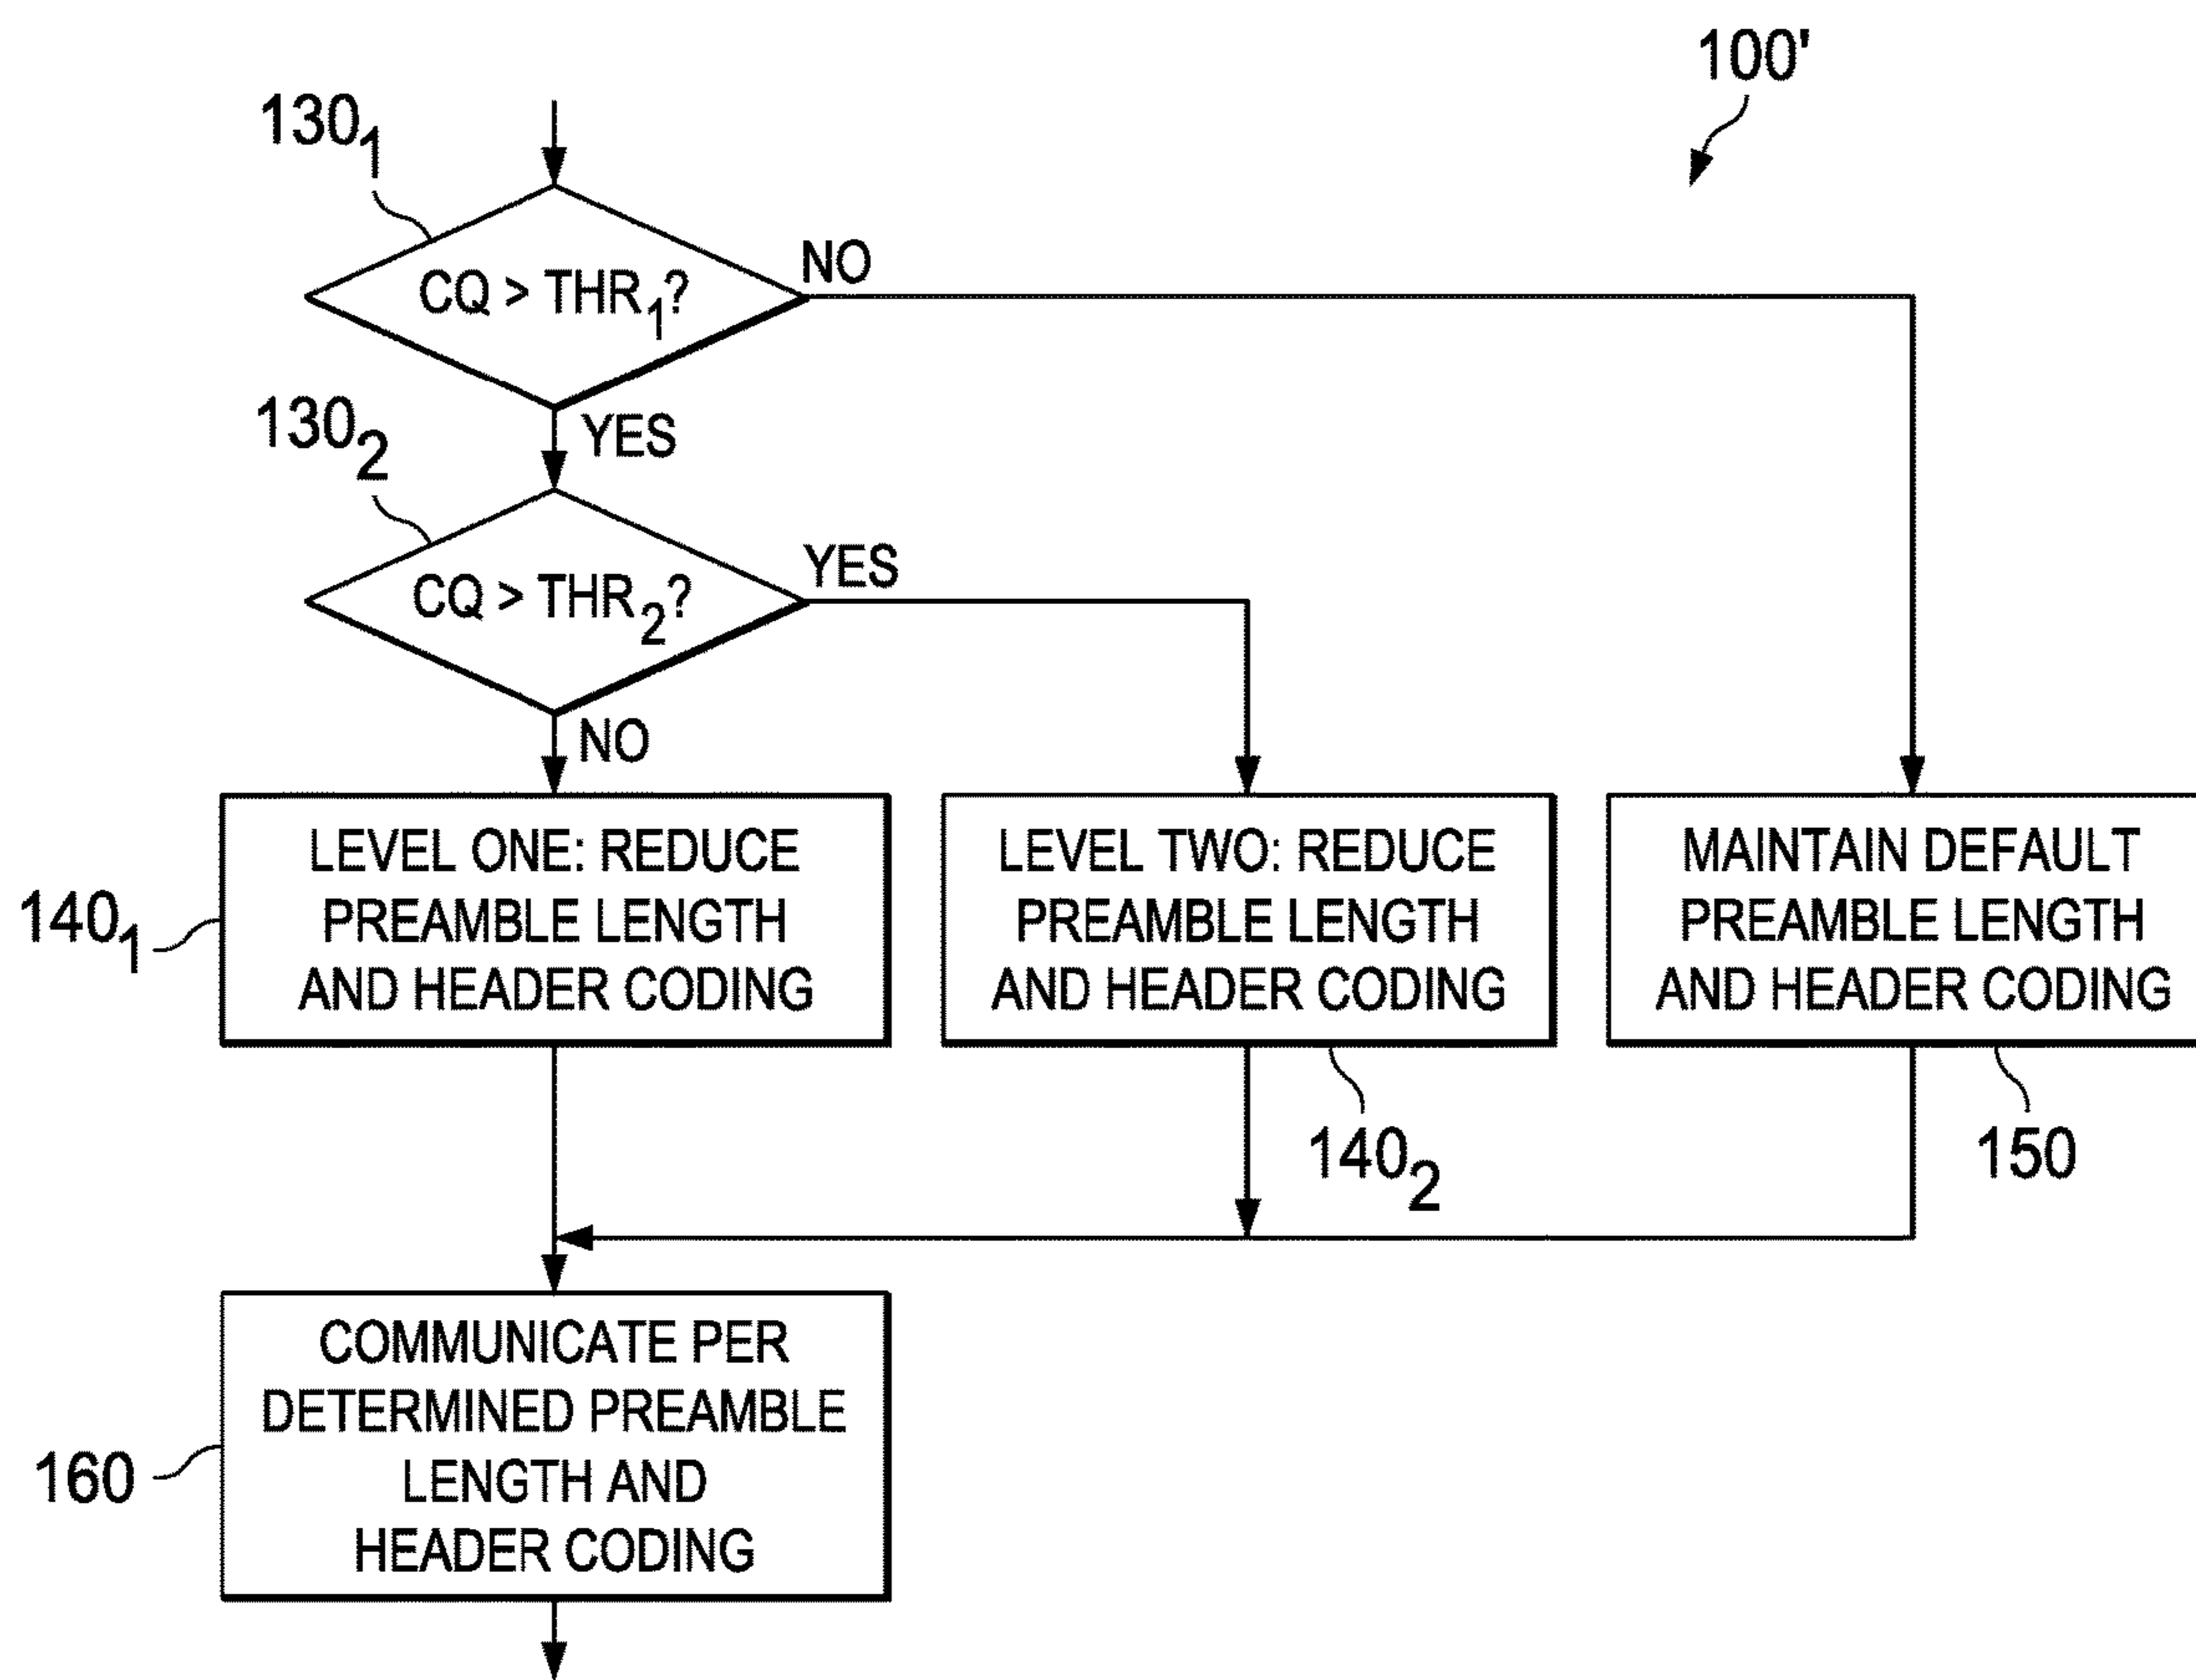 100'
130₁
CQ > THR₁?
NO
YES
130₂
CQ > THR₂?
YES
NO
LEVEL ONE: REDUCE
PREAMBLE LENGTH
AND HEADER CODING
140₁
LEVEL TWO: REDUCE
PREAMBLE LENGTH
AND HEADER CODING
140₂
MAINTAIN DEFAULT
PREAMBLE LENGTH
AND HEADER CODING
150
COMMUNICATE PER
DETERMINED PREAMBLE
LENGTH AND
HEADER CODING
160